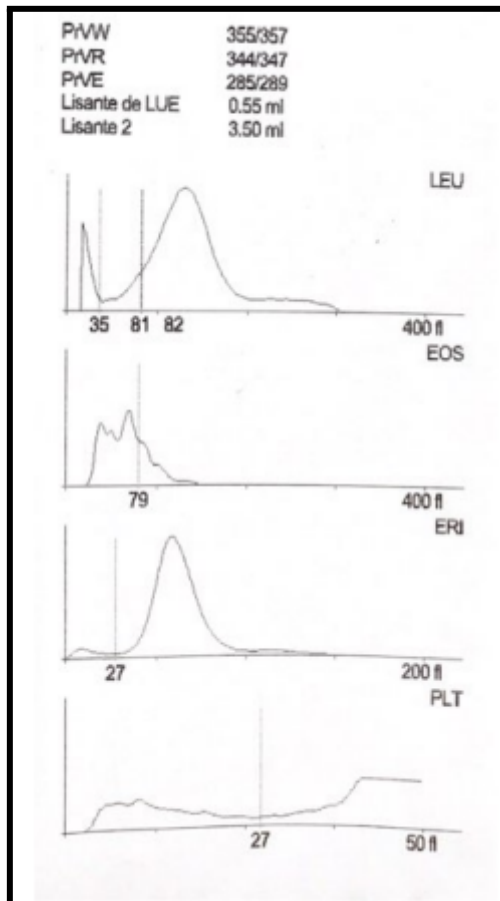 PrVW 355/357
PrVR 344/347
PrVE 285/289
Lisante de LUE 0.55 ml
Lisante 2 3.50 ml
LEU
35 81 82 400 fl
EOS
79 400 fl
ERI
27 200 fl
PLT
27 50 fl